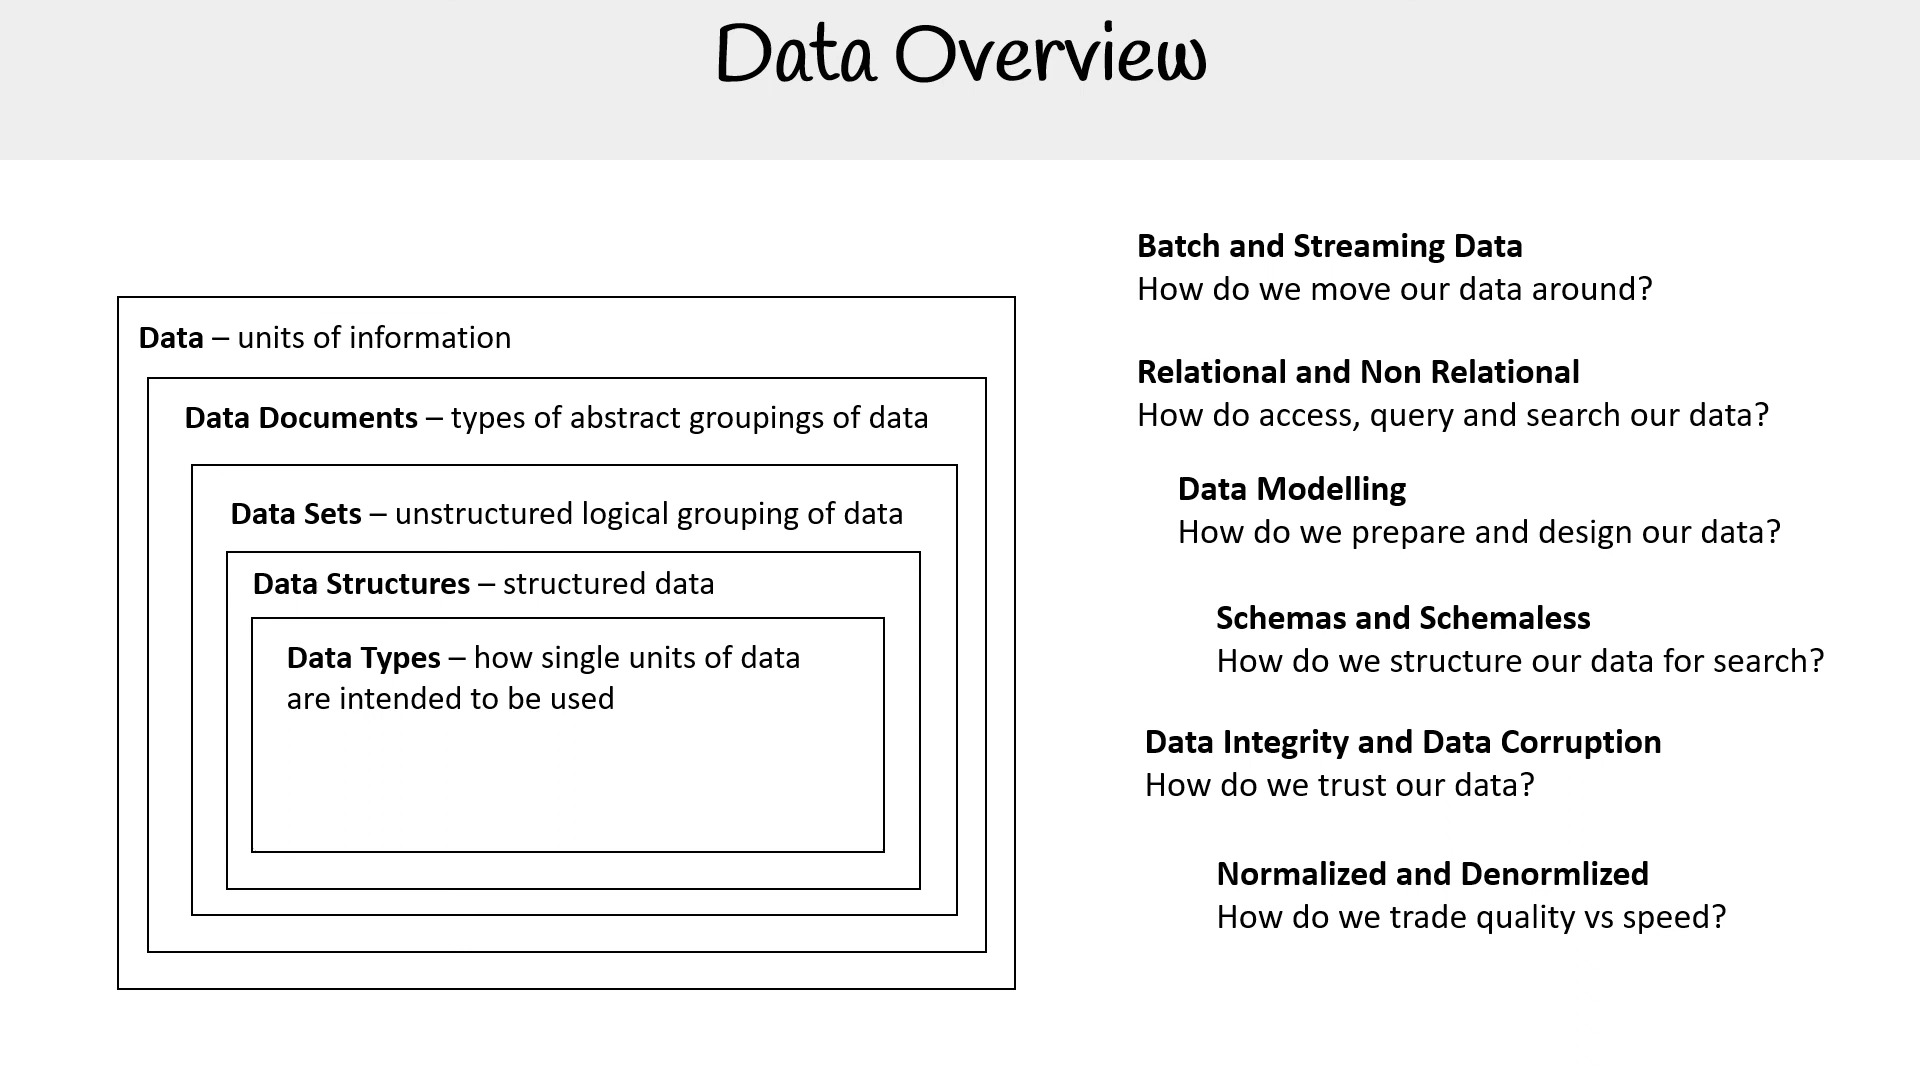 Data Overview
Data – units of information
Data Documents – types of abstract groupings of data
Data Sets – unstructured logical grouping of data
Data Structures – structured data
Data Types – how single units of data
are intended to be used
Batch and Streaming Data
How do we move our data around?
Relational and Non Relational
How do access, query and search our data?
Data Modelling
How do we prepare and design our data?
Schemas and Schemaless
How do we structure our data for search?
Data Integrity and Data Corruption
How do we trust our data?
Normalized and Denormlized
How do we trade quality vs speed?